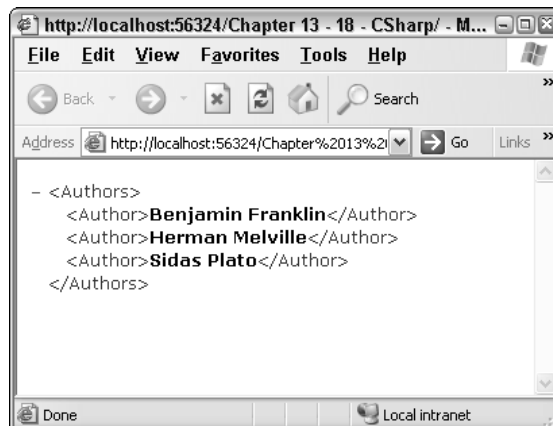 http://localhost:56324/Chapter 13 - 18 - CSharp/ - M...
File Edit View Favorites Tools Help
Back Search »
Address http://localhost:56324/Chapter%2013%2 Go Links »
– <Authors>
<Author>Benjamin Franklin</Author>
<Author>Herman Melville</Author>
<Author>Sidas Plato</Author>
</Authors>
Done Local intranet